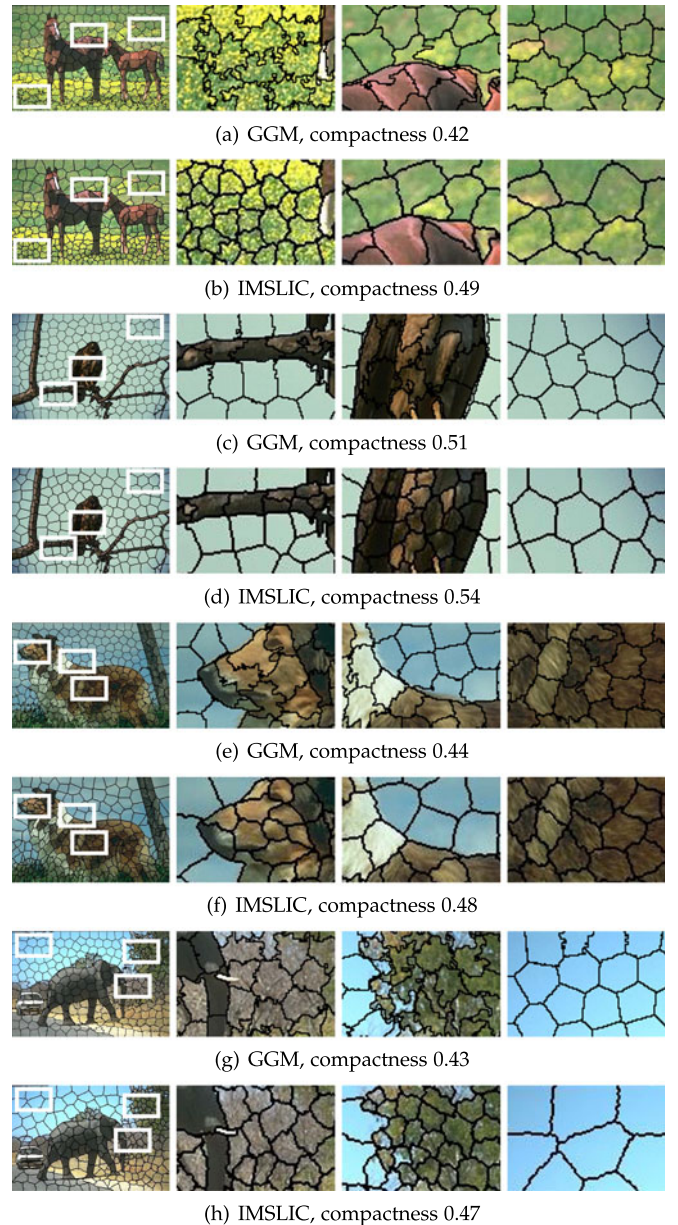 (a) GGM, compactness 0.42
(b) IMSLIC, compactness 0.49
(c) GGM, compactness 0.51
(d) IMSLIC, compactness 0.54
(e) GGM, compactness 0.44
(f) IMSLIC, compactness 0.48
(g) GGM, compactness 0.43
(h) IMSLIC, compactness 0.47